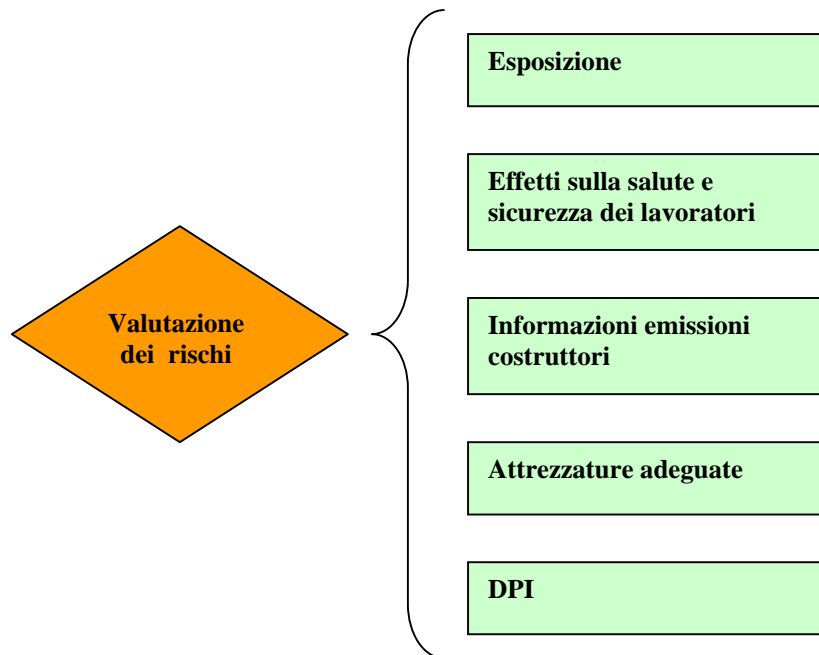 Valutazione
dei rischi
Esposizione
Effetti sulla salute e
sicurezza dei lavoratori
Informazioni emissioni
costruttori
Attrezzature adeguate
DPI